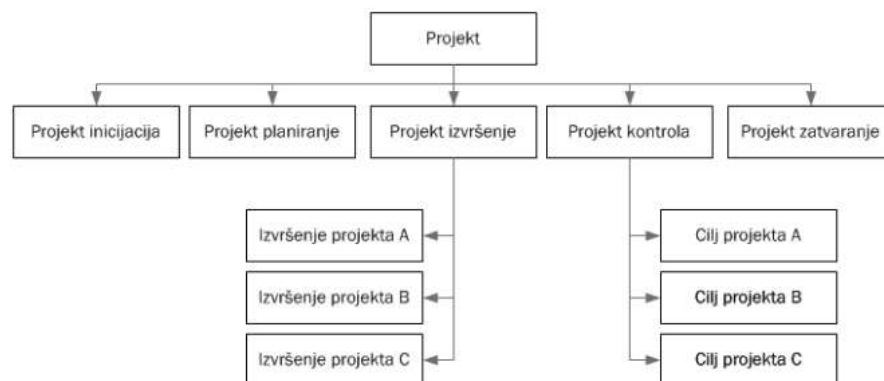 Projekt
Projekt inicijacija
Projekt planiranje
Projekt izvršenje
Projekt kontrola
Projekt zatvaranje
Izvršenje projekta A
Cilj projekta A
Izvršenje projekta B
Cilj projekta B
Izvršenje projekta C
Cilj projekta C